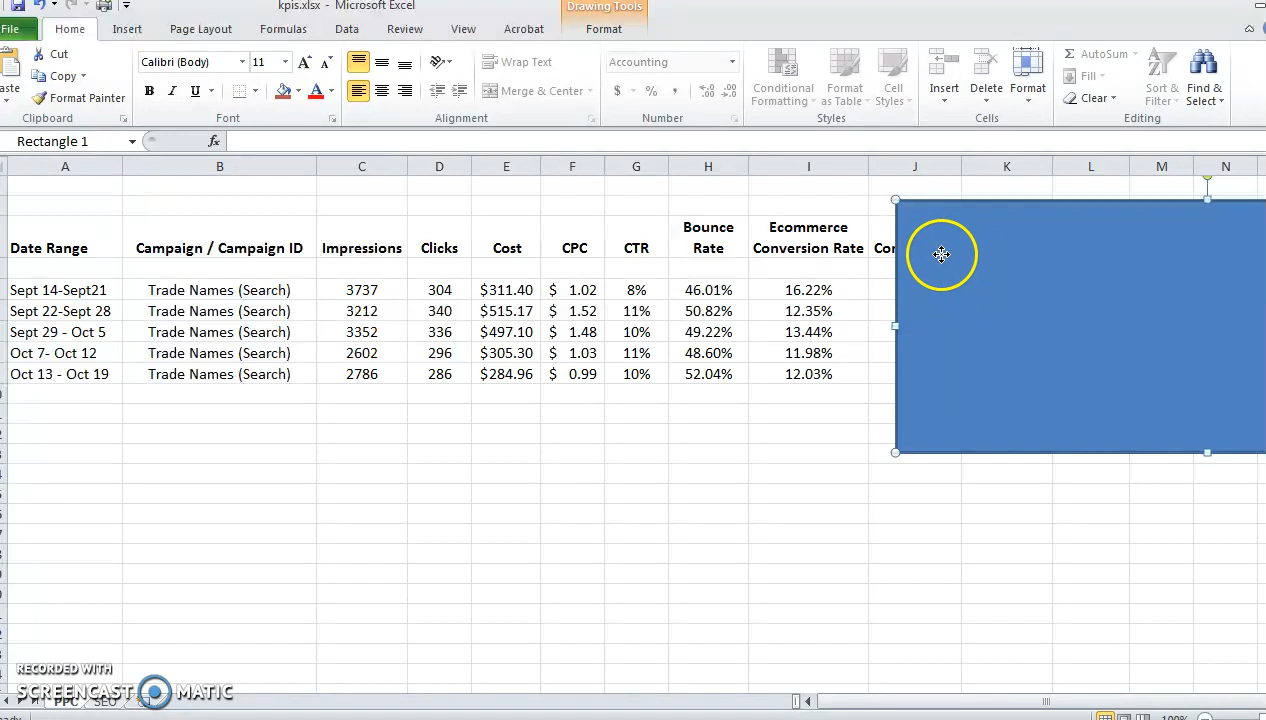 kpis.xlsx - Microsoft Excel
Drawing Tools
File Home Insert Page Layout Formulas Data Review View Acrobat Format
Cut
Copy
Format Painter
Clipboard
Calibri (Body) 11
B I U
Font
Wrap Text
Merge & Center
Alignment
Accounting
$ % ,
Number
Conditional Formatting
Format as Table
Cell Styles
Styles
Insert
Delete
Format
Cells
AutoSum
Fill
Clear
Sort & Filter
Find & Select
Editing
Rectangle 1 fx
A B C D E F G H I J K L M N
Bounce Ecommerce
Date Range Campaign / Campaign ID Impressions Clicks Cost CPC CTR Rate Conversion Rate
Sept 14-Sept21 Trade Names (Search) 3737 304 $311.40 $ 1.02 8% 46.01% 16.22%
Sept 22-Sept 28 Trade Names (Search) 3212 340 $515.17 $ 1.52 11% 50.82% 12.35%
Sept 29 - Oct 5 Trade Names (Search) 3352 336 $497.10 $ 1.48 10% 49.22% 13.44%
Oct 7- Oct 12 Trade Names (Search) 2602 296 $305.30 $ 1.03 11% 48.60% 11.98%
Oct 13 - Oct 19 Trade Names (Search) 2786 286 $284.96 $ 0.99 10% 52.04% 12.03%
RECORDED WITH
SCREENCAST MATIC
PPC SEO
100%